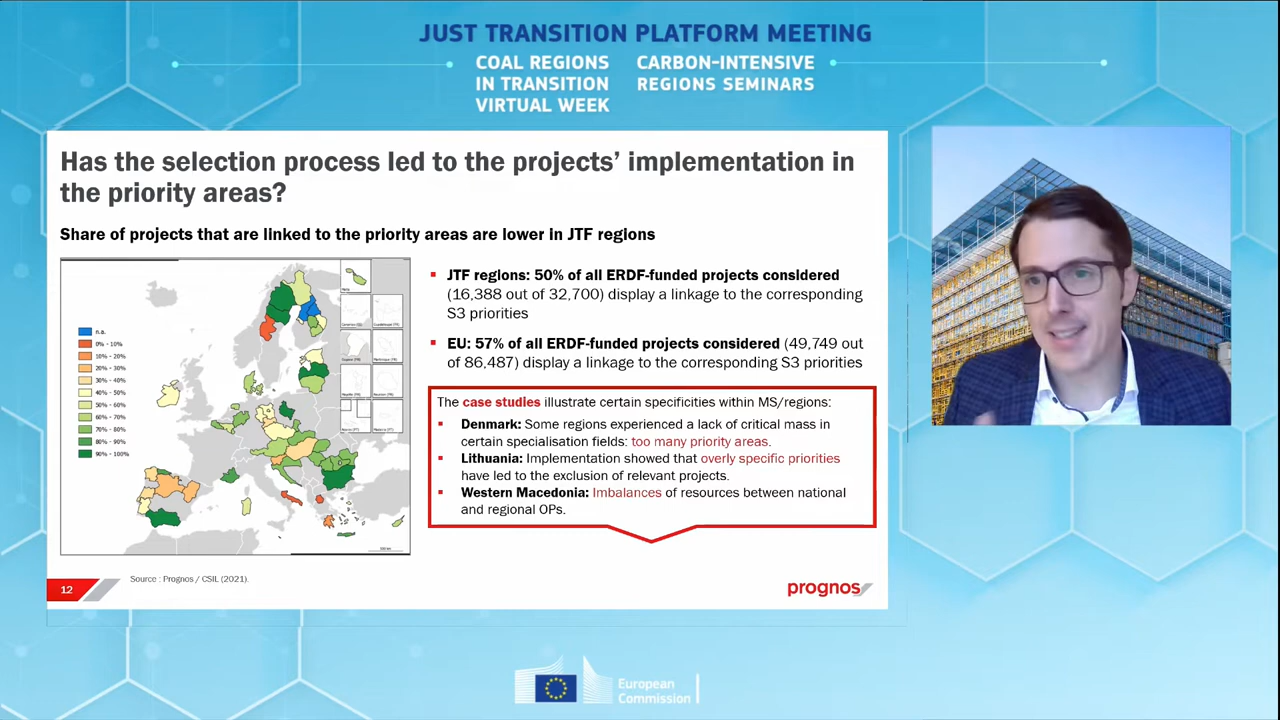 JUST TRANSITION PLATFORM MEETING
COAL REGIONS
IN TRANSITION
VIRTUAL WEEK
CARBON-INTENSIVE
REGIONS SEMINARS
Has the selection process led to the projects’ implementation in
the priority areas?
Share of projects that are linked to the priority areas are lower in JTF regions
n.a.
0% - 10%
10% - 20%
20% - 30%
30% - 40%
40% - 50%
50% - 60%
60% - 70%
70% - 80%
80% - 90%
90% - 100%
JTF regions: 50% of all ERDF-funded projects considered
(16,388 out of 32,700) display a linkage to the corresponding
S3 priorities
EU: 57% of all ERDF-funded projects considered (49,749 out
of 86,487) display a linkage to the corresponding S3 priorities
The case studies illustrate certain specificities within MS/regions:
Denmark: Some regions experienced a lack of critical mass in
certain specialisation fields: too many priority areas.
Lithuania: Implementation showed that overly specific priorities
have led to the exclusion of relevant projects.
Western Macedonia: Imbalances of resources between national
and regional OPs.
12
Source : Prognos / CSIL (2021).
prognos
European
Commission